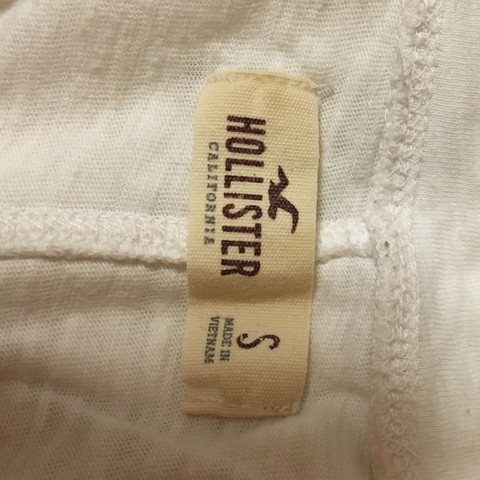 HOLLISTER
CALIFORNIA
S
MADE IN
VIETNAM